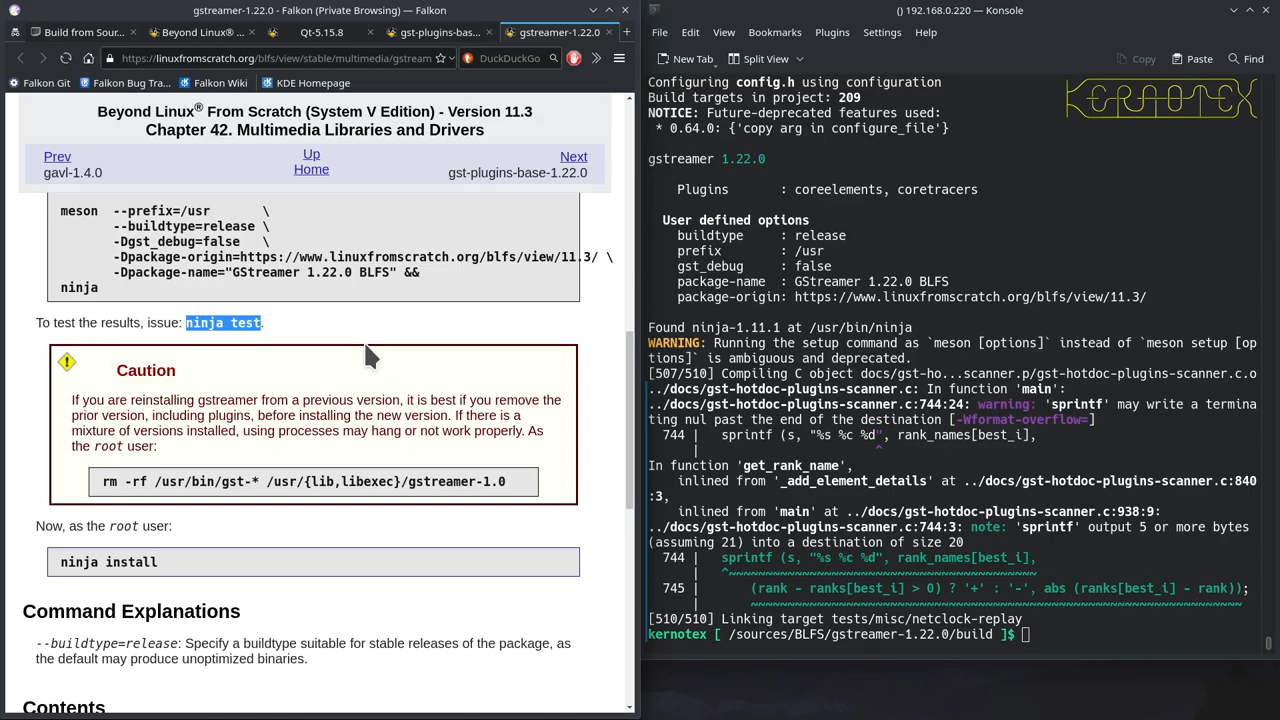 gstreamer-1.22.0 - Falkon (Private Browsing) — Falkon
Build from Sour...
Beyond Linux® ...
Qt-5.15.8
gst-plugins-bas...
gstreamer-1.22.0
https://linuxfromscratch.org/blfs/view/stable/multimedia/gstream
DuckDuckGo
Falkon Git
Falkon Bug Tra...
Falkon Wiki
KDE Homepage
Beyond Linux® From Scratch (System V Edition) - Version 11.3
Chapter 42. Multimedia Libraries and Drivers
Prev
gavl-1.4.0
Up
Home
Next
gst-plugins-base-1.22.0
meson --prefix=/usr \
--buildtype=release \
-Dgst_debug=false \
-Dpackage-origin=https://www.linuxfromscratch.org/blfs/view/11.3/ \
-Dpackage-name="GStreamer 1.22.0 BLFS" &&
ninja
To test the results, issue: ninja test.
Caution
If you are reinstalling gstreamer from a previous version, it is best if you remove the
prior version, including plugins, before installing the new version. If there is a
mixture of versions installed, using processes may hang or not work properly. As
the root user:
rm -rf /usr/bin/gst-* /usr/{lib,libexec}/gstreamer-1.0
Now, as the root user:
ninja install
Command Explanations
--buildtype=release: Specify a buildtype suitable for stable releases of the package, as
the default may produce unoptimized binaries.
Contents
() 192.168.0.220 — Konsole
File Edit View Bookmarks Plugins Settings Help
New Tab Split View Copy Paste Find
KERNOTEX
Configuring config.h using configuration
Build targets in project: 209
NOTICE: Future-deprecated features used:
* 0.64.0: {'copy arg in configure_file'}
gstreamer 1.22.0
Plugins : coreelements, coretracers
User defined options
buildtype : release
prefix : /usr
gst_debug : false
package-name : GStreamer 1.22.0 BLFS
package-origin: https://www.linuxfromscratch.org/blfs/view/11.3/
Found ninja-1.11.1 at /usr/bin/ninja
WARNING: Running the setup command as `meson [options]` instead of `meson setup [op
tions]` is ambiguous and deprecated.
[507/510] Compiling C object docs/gst-ho...scanner.p/gst-hotdoc-plugins-scanner.c.o
../docs/gst-hotdoc-plugins-scanner.c: In function 'main':
../docs/gst-hotdoc-plugins-scanner.c:744:24: warning: 'sprintf' may write a termina
ting nul past the end of the destination [-Wformat-overflow=]
744 | sprintf (s, "%s %c %d", rank_names[best_i],
| ^
In function 'get_rank_name',
inlined from '_add_element_details' at ../docs/gst-hotdoc-plugins-scanner.c:840
:3,
inlined from 'main' at ../docs/gst-hotdoc-plugins-scanner.c:938:9:
../docs/gst-hotdoc-plugins-scanner.c:744:3: note: 'sprintf' output 5 or more bytes
(assuming 21) into a destination of size 20
744 | sprintf (s, "%s %c %d", rank_names[best_i],
| ^~~~~~~~~~~~~~~~~~~~~~~~~~~~~~~~~~~~~~~~~~~
745 | (rank - ranks[best_i] > 0) ? '+' : '-', abs (ranks[best_i] - rank));
| ~~~~~~~~~~~~~~~~~~~~~~~~~~~~~~~~~~~~~~~~~~~~~~~~~~~~~~~~~~~~~~~~~~~
[510/510] Linking target tests/misc/netclock-replay
kernotex [ /sources/BLFS/gstreamer-1.22.0/build ]$